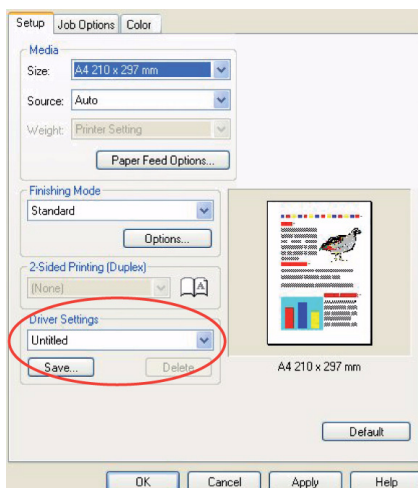 Setup Job Options Color
Media
Size: A4 210 x 297 mm
Source: Auto
Weight: Printer Setting
Paper Feed Options...
Finishing Mode
Standard
Options...
2-Sided Printing (Duplex)
(None)
A
Driver Settings
Untitled
Save... Delete
A4 210 x 297 mm
Default
OK Cancel Apply Help